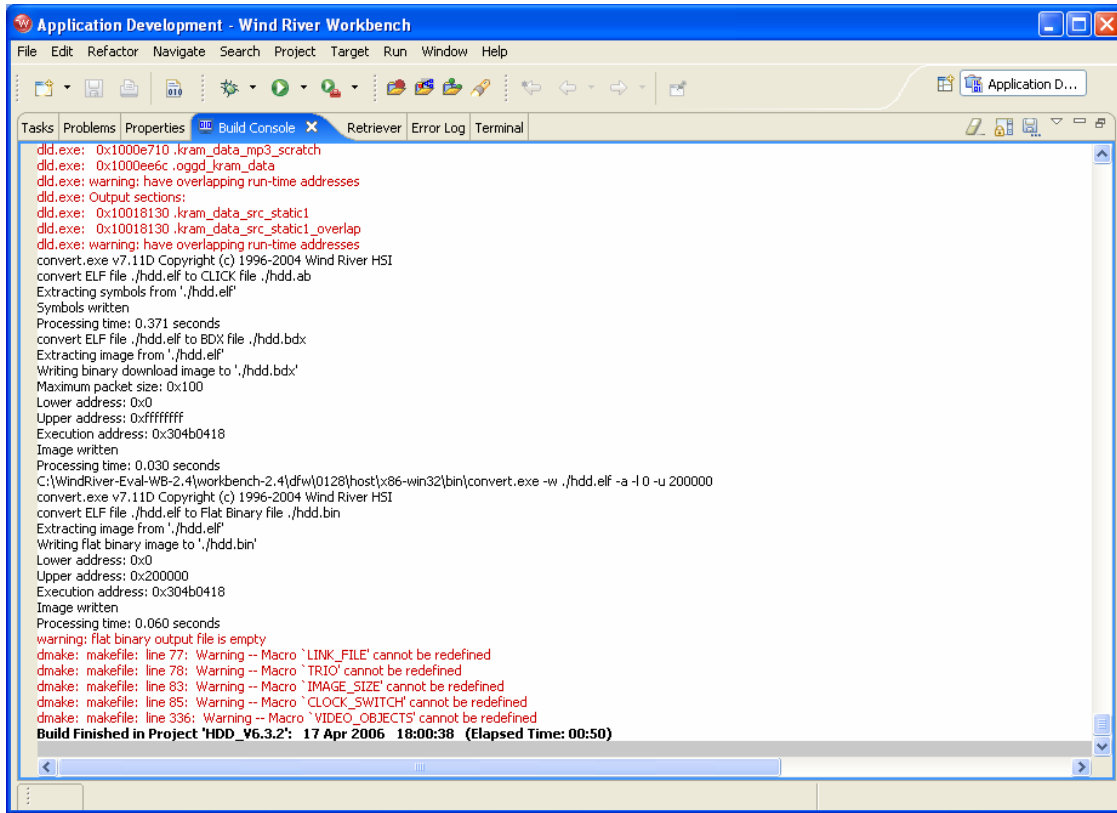 Application Development - Wind River Workbench
File Edit Refactor Navigate Search Project Target Run Window Help
Application D...
Tasks Problems Properties Build Console Retriever Error Log Terminal
dld.exe: 0x1000e710 .kram_data_mp3_scratch
dld.exe: 0x1000ee6c .oggd_kram_data
dld.exe: warning: have overlapping run-time addresses
dld.exe: Output sections:
dld.exe: 0x10018130 .kram_data_src_static1
dld.exe: 0x10018130 .kram_data_src_static1_overlap
dld.exe: warning: have overlapping run-time addresses
convert.exe v7.11D Copyright (c) 1996-2004 Wind River HSI
convert ELF file ./hdd.elf to CLICK file ./hdd.ab
Extracting symbols from './hdd.elf'
Symbols written
Processing time: 0.371 seconds
convert ELF file ./hdd.elf to BDX file ./hdd.bdx
Extracting image from './hdd.elf'
Writing binary download image to './hdd.bdx'
Maximum packet size: 0x100
Lower address: 0x0
Upper address: 0xffffffff
Execution address: 0x304b0418
Image written
Processing time: 0.030 seconds
C:\WindRiver-Eval-WB-2.4\workbench-2.4\dfw\0128\host\x86-win32\bin\convert.exe -w ./hdd.elf -a -l 0 -u 200000
convert.exe v7.11D Copyright (c) 1996-2004 Wind River HSI
convert ELF file ./hdd.elf to Flat Binary file ./hdd.bin
Extracting image from './hdd.elf'
Writing flat binary image to './hdd.bin'
Lower address: 0x0
Upper address: 0x200000
Execution address: 0x304b0418
Image written
Processing time: 0.060 seconds
warning: flat binary output file is empty
dmake: makefile: line 77: Warning -- Macro `LINK_FILE' cannot be redefined
dmake: makefile: line 78: Warning -- Macro `TRIO' cannot be redefined
dmake: makefile: line 83: Warning -- Macro `IMAGE_SIZE' cannot be redefined
dmake: makefile: line 85: Warning -- Macro `CLOCK_SWITCH' cannot be redefined
dmake: makefile: line 336: Warning -- Macro `VIDEO_OBJECTS' cannot be redefined
Build Finished in Project 'HDD_V6.3.2': 17 Apr 2006 18:00:38 (Elapsed Time: 00:50)